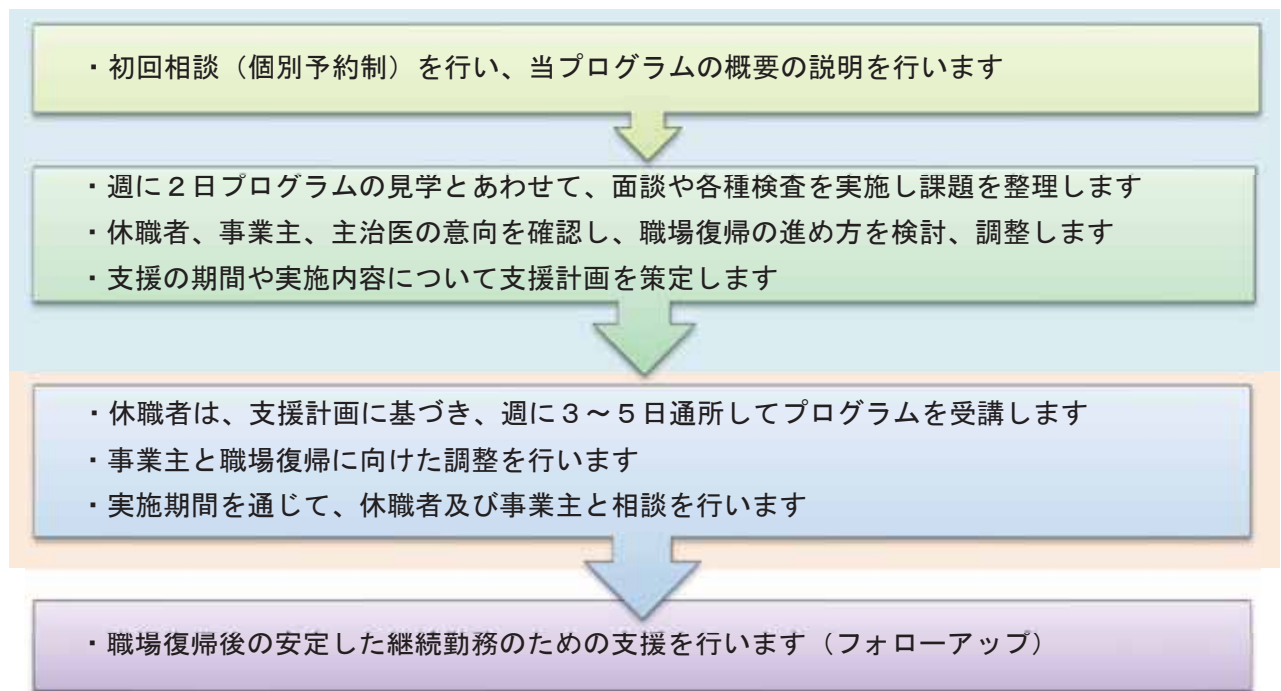 ・初回相談（個別予約制）を行い、当プログラムの概要の説明を行います
・週に２日プログラムの見学とあわせて、面談や各種検査を実施し課題を整理します
・休職者、事業主、主治医の意向を確認し、職場復帰の進め方を検討、調整します
・支援の期間や実施内容について支援計画を策定します
・休職者は、支援計画に基づき、週に３～５日通所してプログラムを受講します
・事業主と職場復帰に向けた調整を行います
・実施期間を通じて、休職者及び事業主と相談を行います
・職場復帰後の安定した継続勤務のための支援を行います（フォローアップ）